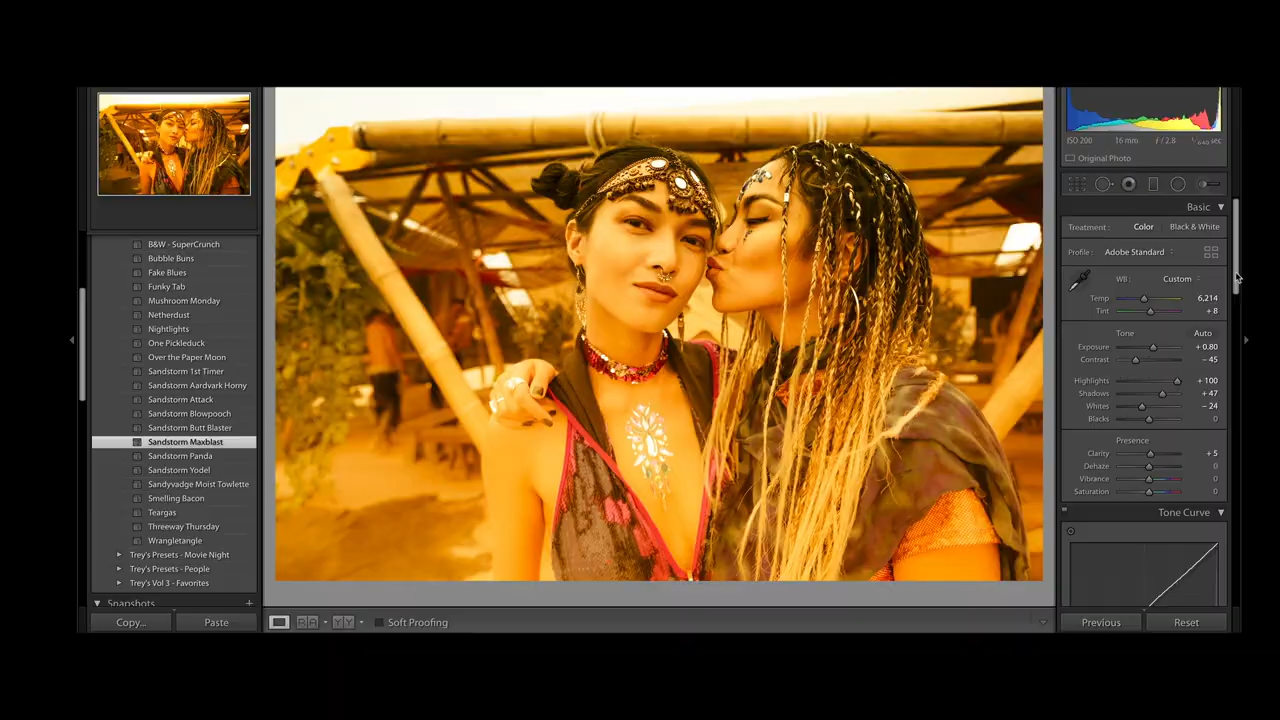 B&W - SuperCrunch
Bubble Buns
Fake Blues
Funky Tab
Mushroom Monday
Netherdust
Nightlights
One Pickleduck
Over the Paper Moon
Sandstorm 1st Timer
Sandstorm Aardvark Horny
Sandstorm Attack
Sandstorm Blowpooch
Sandstorm Butt Blaster
Sandstorm Maxblast
Sandstorm Panda
Sandstorm Yodel
Sandyvadge Moist Towlette
Smelling Bacon
Teargas
Threeway Thursday
Wrangletangle
Trey's Presets - Movie Night
Trey's Presets - People
Trey's Vol 3 - Favorites
Snapshots +
Copy... Paste
R A Y Y Soft Proofing
ISO 200 16 mm f / 2.8 1/640 sec
Original Photo
Basic
Treatment : Color Black & White
Profile : Adobe Standard
WB : Custom
Temp 6,214
Tint + 8
Tone Auto
Exposure + 0.80
Contrast − 45
Highlights + 100
Shadows + 47
Whites − 24
Blacks 0
Presence
Clarity + 5
Dehaze 0
Vibrance 0
Saturation 0
Tone Curve
Previous Reset